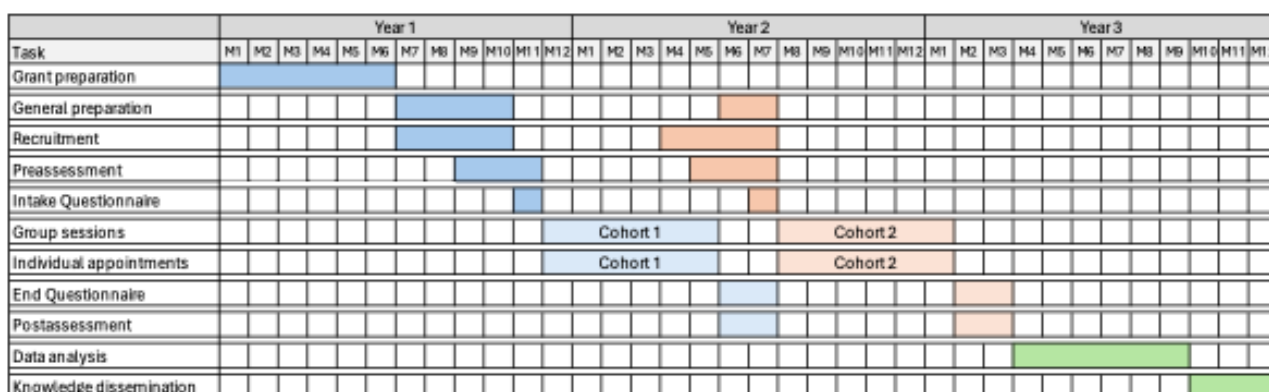 Year 1 Year 2 Year 3
Task M1 M2 M3 M4 M5 M6 M7 M8 M9 M10 M11 M12 M1 M2 M3 M4 M5 M6 M7 M8 M9 M10 M11 M12 M1 M2 M3 M4 M5 M6 M7 M8 M9 M10 M11
Grant preparation
General preparation
Recruitment
Preassessment
Intake Questionnaire
Group sessions Cohort 1 Cohort 2
Individual appointments Cohort 1 Cohort 2
End Questionnaire
Postassessment
Data analysis
Knowledge dissemination